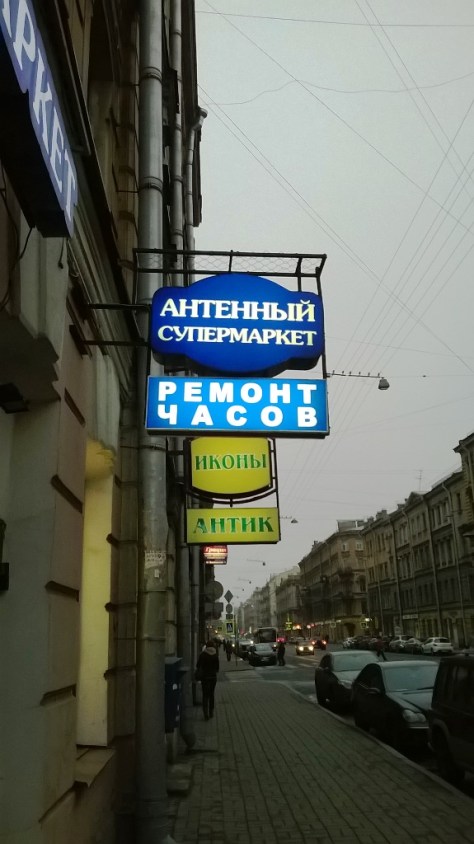 АНТЕННЫЙ
СУПЕРМАРКЕТ
РЕМОНТ
ЧАСОВ
ИКОНЫ
АНТИК